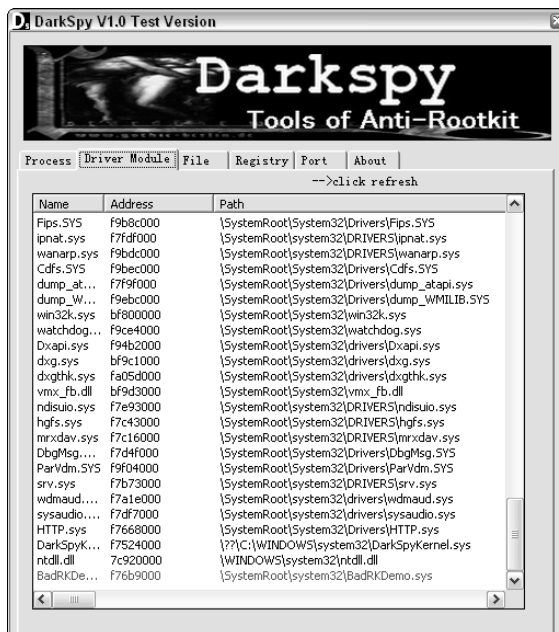 DarkSpy V1.0 Test Version
Darkspy
Tools of Anti-Rootkit
www.gothic-berlin.de
Process Driver Module File Registry Port About
-->click refresh
Name Address Path
Fips.SYS f9b8c000 \SystemRoot\System32\Drivers\Fips.SYS
ipnat.sys f7fdf000 \SystemRoot\system32\DRIVERS\ipnat.sys
wanarp.sys f9bdc000 \SystemRoot\system32\DRIVERS\wanarp.sys
Cdfs.SYS f9bec000 \SystemRoot\System32\Drivers\Cdfs.SYS
dump_at... f7f9f000 \SystemRoot\System32\Drivers\dump_atapi.sys
dump_W... f9ebc000 \SystemRoot\System32\Drivers\dump_WMILIB.SYS
win32k.sys bf800000 \SystemRoot\System32\win32k.sys
watchdog... f9ce4000 \SystemRoot\System32\watchdog.sys
Dxapi.sys f94b2000 \SystemRoot\System32\drivers\Dxapi.sys
dxg.sys bf9c1000 \SystemRoot\System32\drivers\dxg.sys
dxgthk.sys fa05d000 \SystemRoot\System32\drivers\dxgthk.sys
vmx_fb.dll bf9d3000 \SystemRoot\System32\vmx_fb.dll
ndisuio.sys f7e93000 \SystemRoot\system32\DRIVERS\ndisuio.sys
hgfs.sys f7c43000 \SystemRoot\System32\DRIVERS\hgfs.sys
mrxdav.sys f7c16000 \SystemRoot\system32\DRIVERS\mrxdav.sys
DbgMsg.... f7d4f000 \SystemRoot\System32\Drivers\DbgMsg.SYS
ParVdm.SYS f9f04000 \SystemRoot\System32\Drivers\ParVdm.SYS
srv.sys f7b73000 \SystemRoot\system32\DRIVERS\srv.sys
wdmaud.... f7a1e000 \SystemRoot\system32\drivers\wdmaud.sys
sysaudio.... f7df7000 \SystemRoot\system32\drivers\sysaudio.sys
HTTP.sys f7668000 \SystemRoot\System32\Drivers\HTTP.sys
DarkSpyK... f7524000 \??\C:\WINDOWS\system32\DarkSpyKernel.sys
ntdll.dll 7c920000 \WINDOWS\system32\ntdll.dll
BadRKDe... f76b9000 \SystemRoot\system32\BadRKDemo.sys